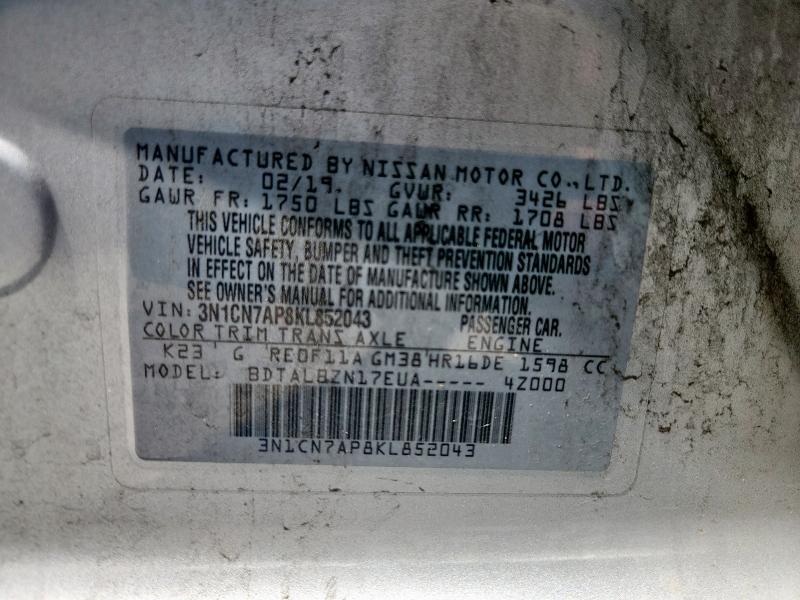 MANUFACTURED BY NISSAN MOTOR CO., LTD.
DATE: 02/19. GVWR: 3426 LBS
GAWR FR: 1750 LBS GAWR RR: 1708 LBS
THIS VEHICLE CONFORMS TO ALL APPLICABLE FEDERAL MOTOR
VEHICLE SAFETY, BUMPER AND THEFT PREVENTION STANDARDS
IN EFFECT ON THE DATE OF MANUFACTURE SHOWN ABOVE.
SEE OWNER'S MANUAL FOR ADDITIONAL INFORMATION.
VIN: 3N1CN7AP8KL852043 PASSENGER CAR.
COLOR TRIM TRANS AXLE ENGINE
K23 G RE0F11A GM38 HR16DE 1598 CC
MODEL: BDTALBZN17EUA----- 4Z000
3N1CN7AP8KL852043